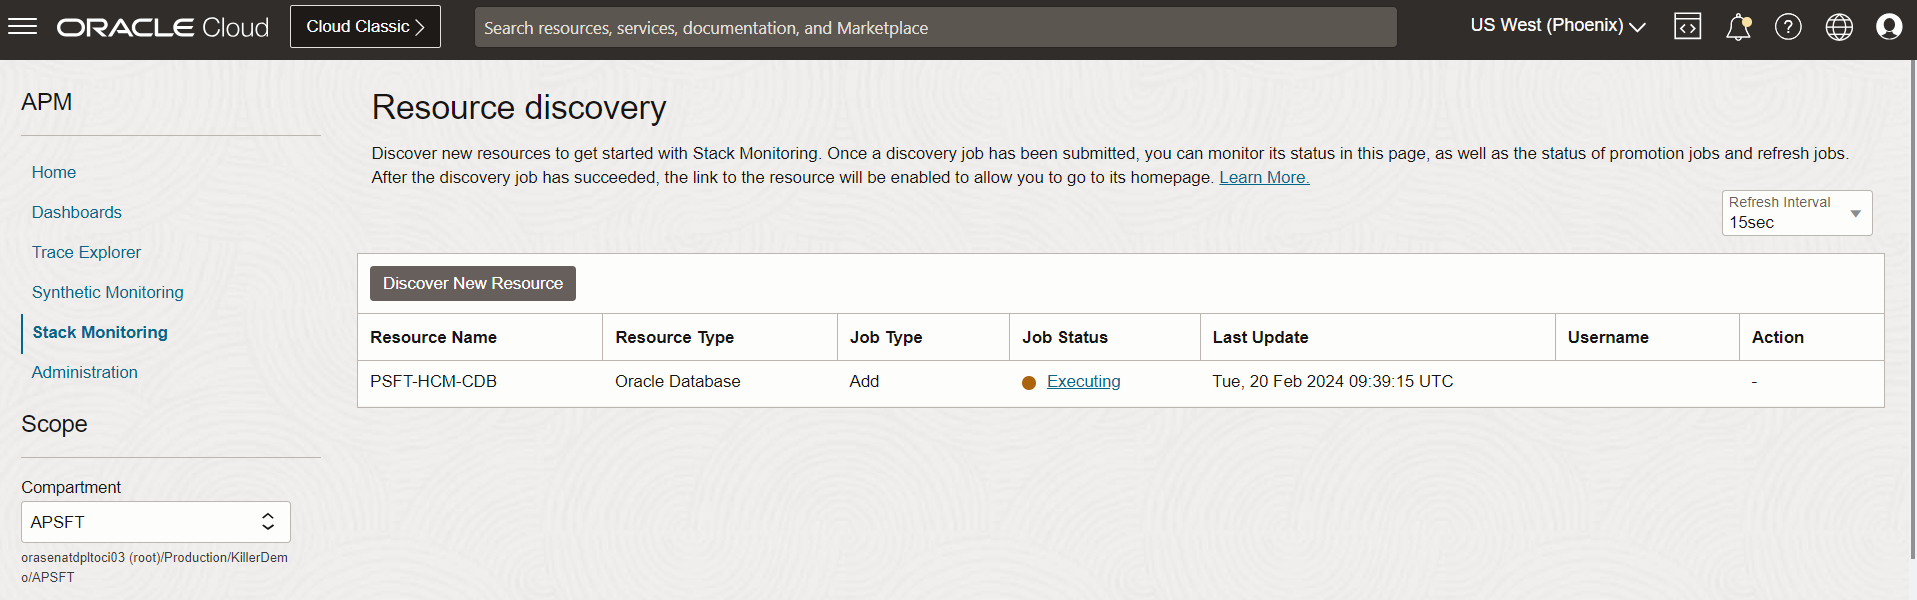 ORACLE Cloud
Cloud Classic
Search resources, services, documentation, and Marketplace
US West (Phoenix)
APM
Home
Dashboards
Trace Explorer
Synthetic Monitoring
Stack Monitoring
Administration
Scope
Compartment
APSFT
orasenatdpltoci03 (root)/Production/KillerDem
o/APSFT
Resource discovery
Discover new resources to get started with Stack Monitoring. Once a discovery job has been submitted, you can monitor its status in this page, as well as the status of promotion jobs and refresh jobs.
After the discovery job has succeeded, the link to the resource will be enabled to allow you to go to its homepage. Learn More.
Refresh Interval
15sec
Discover New Resource
Resource Name Resource Type Job Type Job Status Last Update Username Action
PSFT-HCM-CDB Oracle Database Add Executing Tue, 20 Feb 2024 09:39:15 UTC -